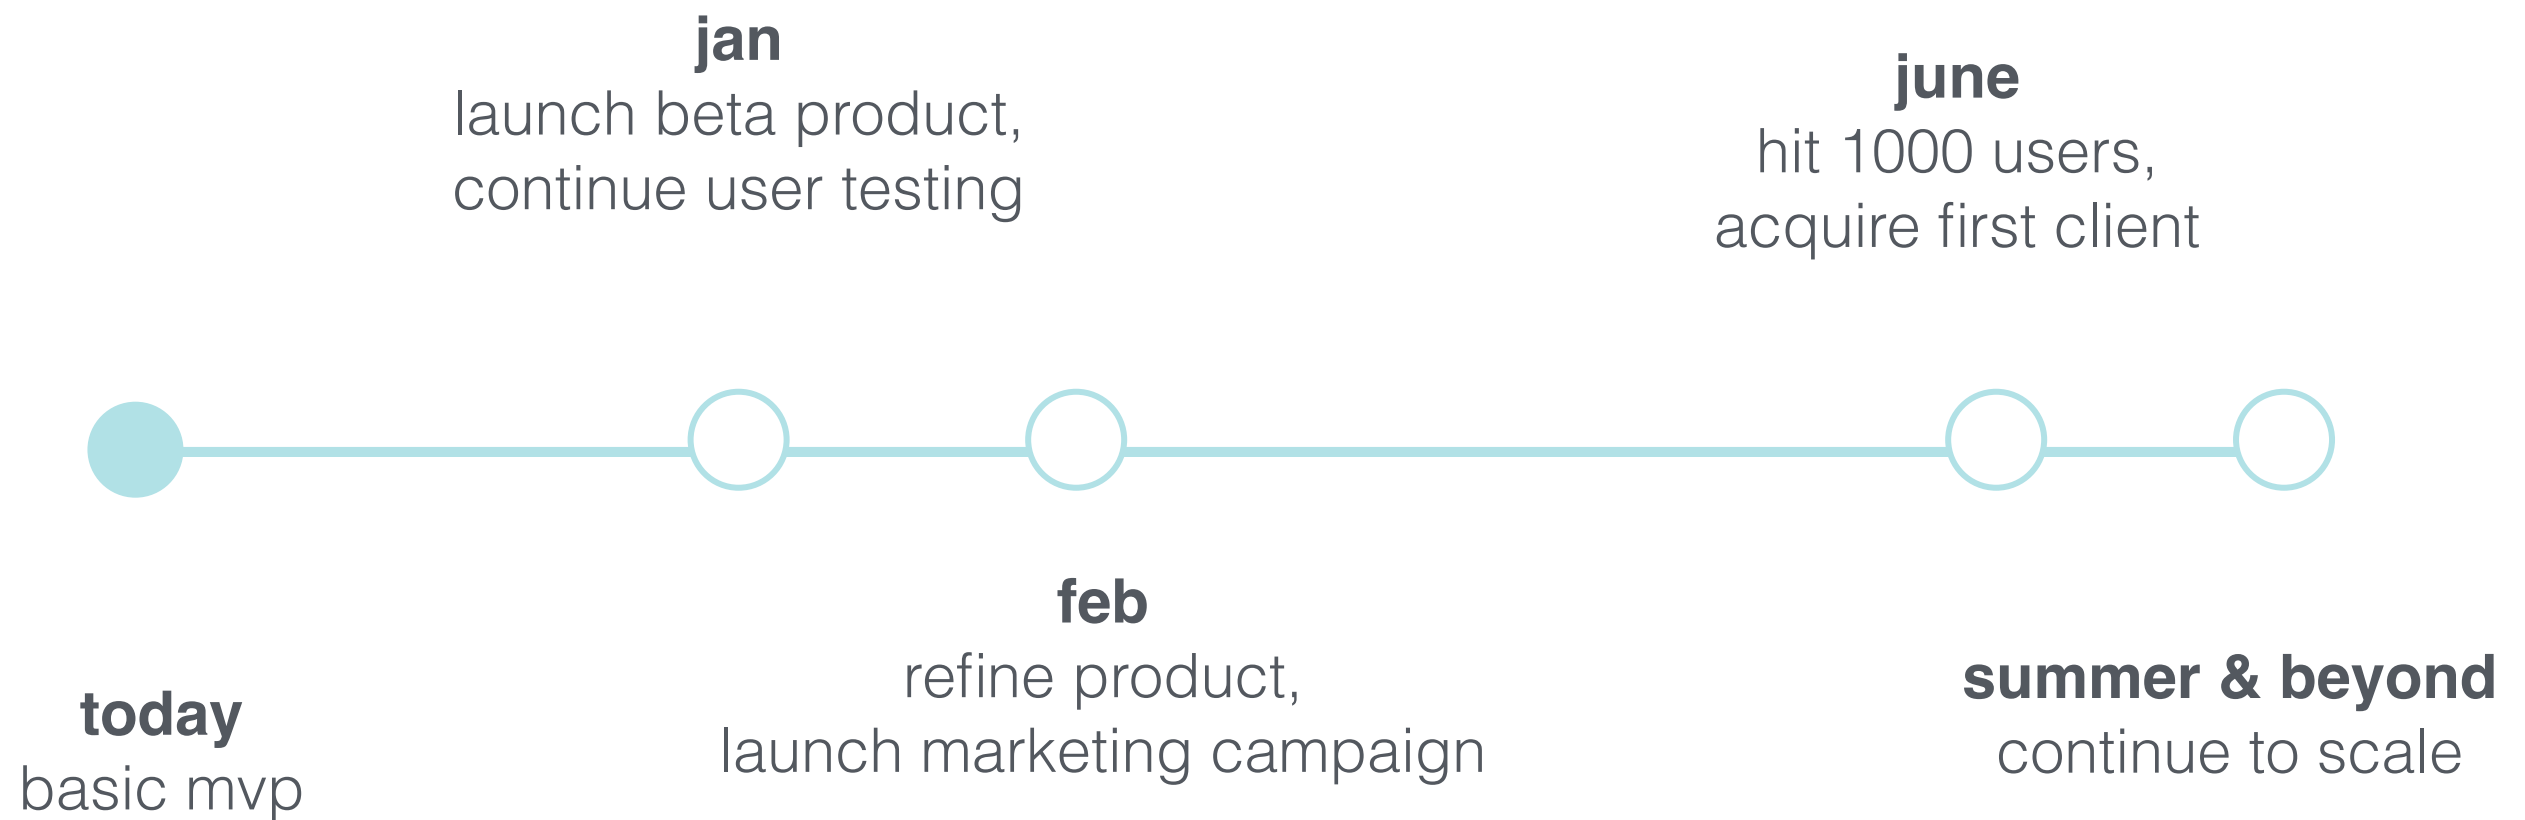 jan
launch beta product,
continue user testing
june
hit 1000 users,
acquire first client
feb
refine product,
launch marketing campaign
summer & beyond
continue to scale
today
basic mvp